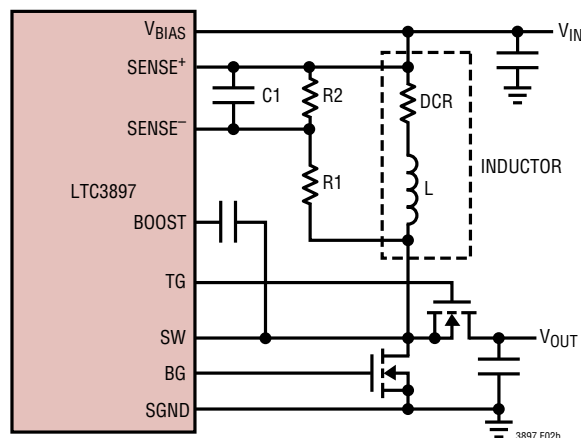 VBIAS
VIN
SENSE+
C1
R2
DCR
SENSE−
INDUCTOR
LTC3897
R1
L
BOOST
TG
SW
VOUT
BG
SGND
3897 F02b